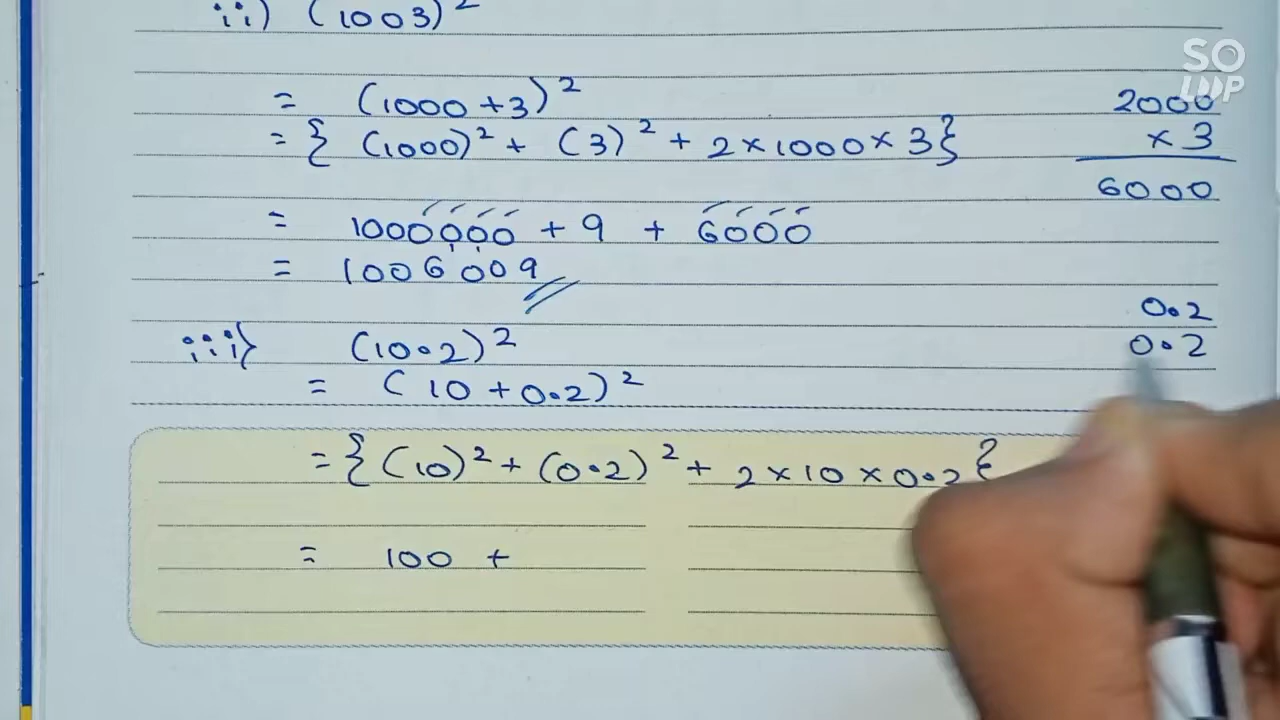 ii) (1003)²
= (1000 + 3)²
= { (1000)² + (3)² + 2 × 1000 × 3}
= 1000000 + 9 + 6000
= 1006009
iii} (10.2)²
= (10 + 0.2)²
= { (10)² + (0.2)² + 2 × 10 × 0.2}
= 100 +
SO LOOP
2000
× 3
6000
0.2
0.2